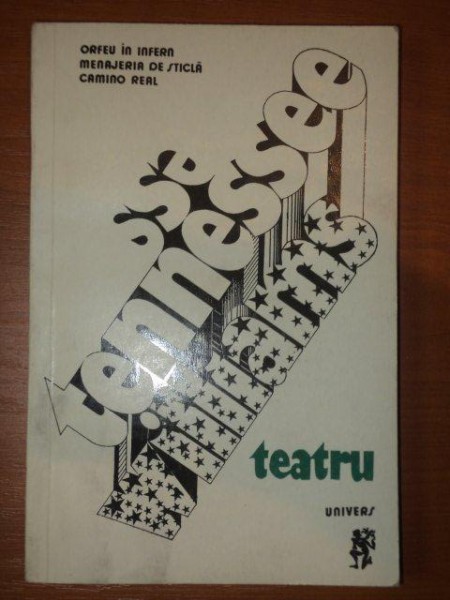 ORFEU ÎN INFERN
MENAJERIA DE STICLĂ
CAMINO REAL
tennessee
williams
teatru
UNIVERS